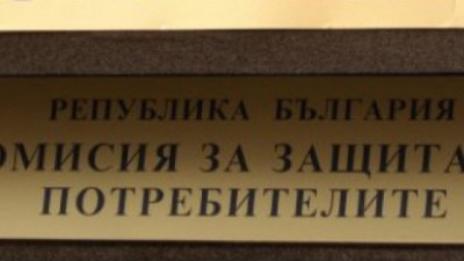 РЕПУБЛИКА БЪЛГАРИЯ
ОМИСИЯ ЗА ЗАЩИТА
ПОТРЕБИТЕЛИТЕ